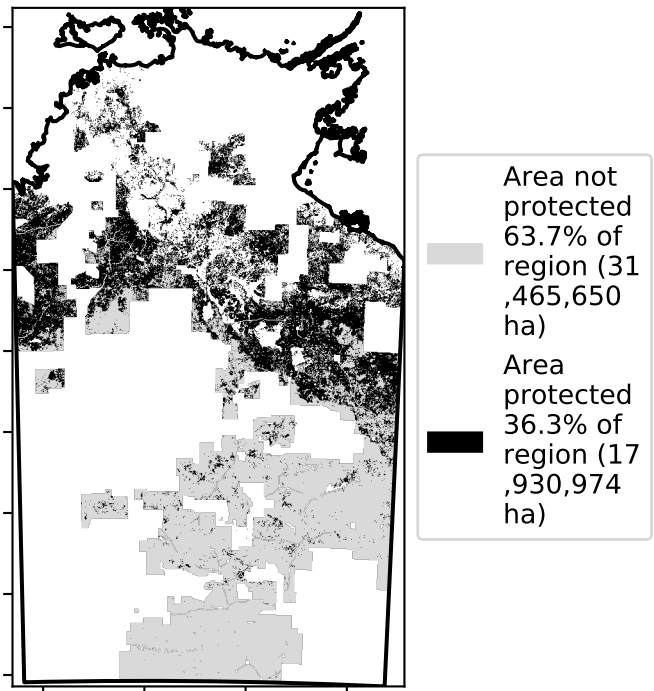 Area not
protected
63.7% of
region (31
,465,650
ha)
Area
protected
36.3% of
region (17
,930,974
ha)